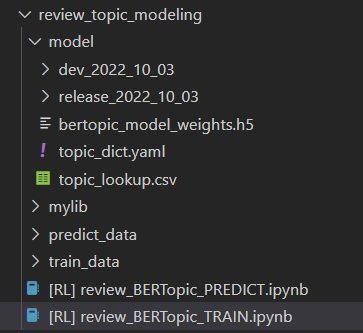 review_topic_modeling
model
dev_2022_10_03
release_2022_10_03
bertopic_model_weights.h5
! topic_dict.yaml
topic_lookup.csv
mylib
predict_data
train_data
[RL] review_BERTopic_PREDICT.ipynb
[RL] review_BERTopic_TRAIN.ipynb